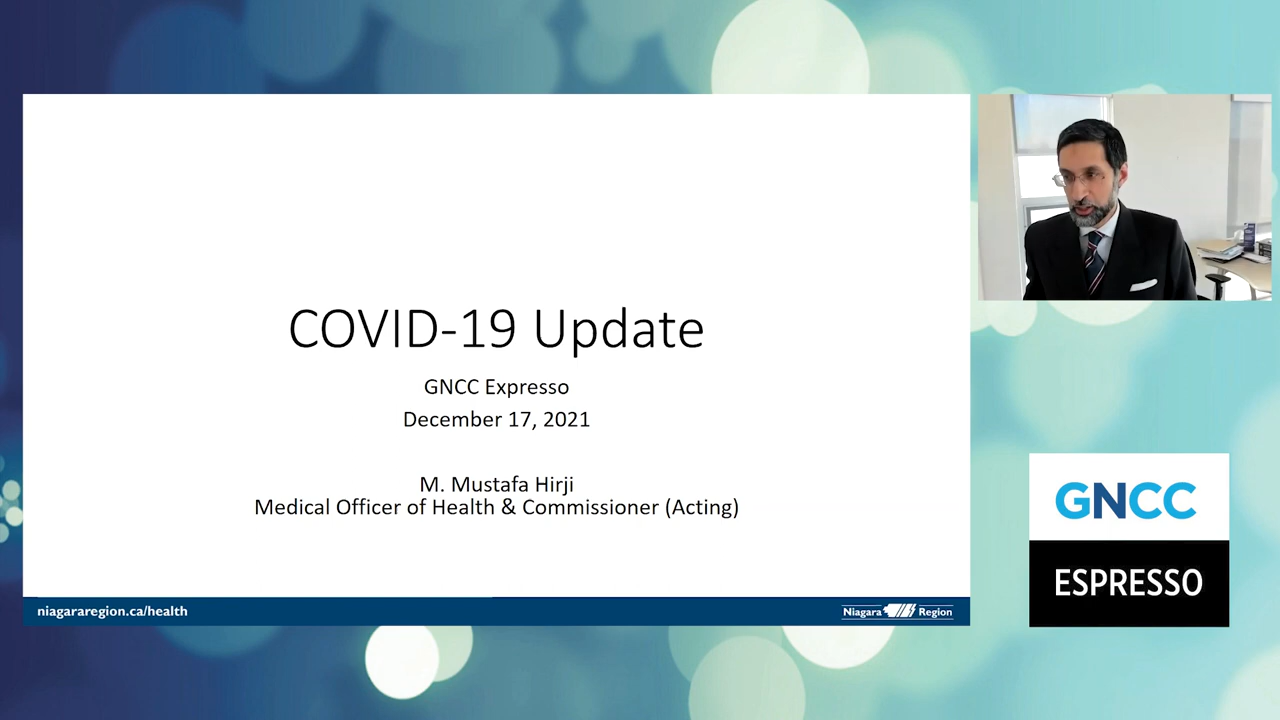 COVID-19 Update
GNCC Expresso
December 17, 2021
M. Mustafa Hirji
Medical Officer of Health & Commissioner (Acting)
niagararegion.ca/health
Niagara Region
GNCC
ESPRESSO